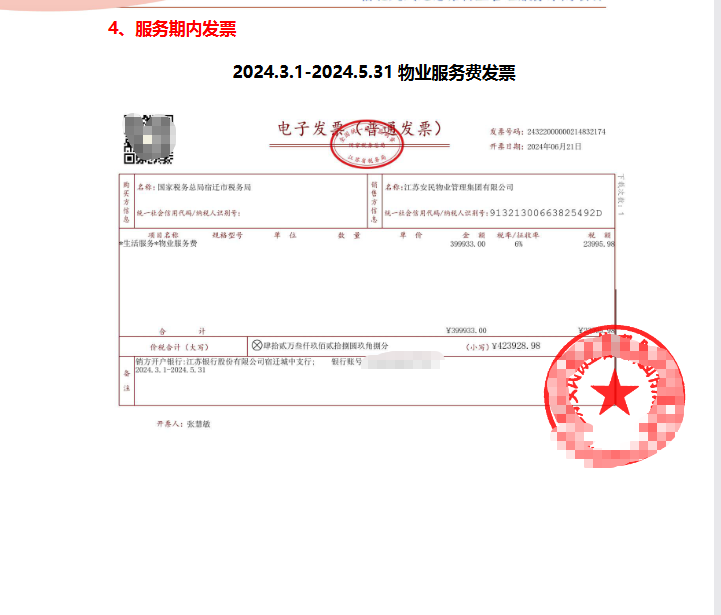 4、服务期内发票
2024.3.1-2024.5.31 物业服务费发票
电子发票（普通发票）
发票号码：24322000000214832174
开票日期：2024年06月21日
购买方信息
名称：国家税务总局宿迁市税务局
统一社会信用代码/纳税人识别号：
销售方信息
名称：江苏安民物业管理集团有限公司
统一社会信用代码/纳税人识别号：91321300663825492D
下载次数：1
项目名称 规格型号 单位 数量 单价 金额 税率/征收率 税额
*生活服务*物业服务费 399933.00 6% 23995.98
合计 ¥399933.00
价税合计（大写） ⊗肆拾贰万叁仟玖佰贰拾捌圆玖角捌分 （小写）¥423928.98
备注
销方开户银行：江苏银行股份有限公司宿迁城中支行； 银行账号
2024.3.1-2024.5.31
开票人：张慧敏